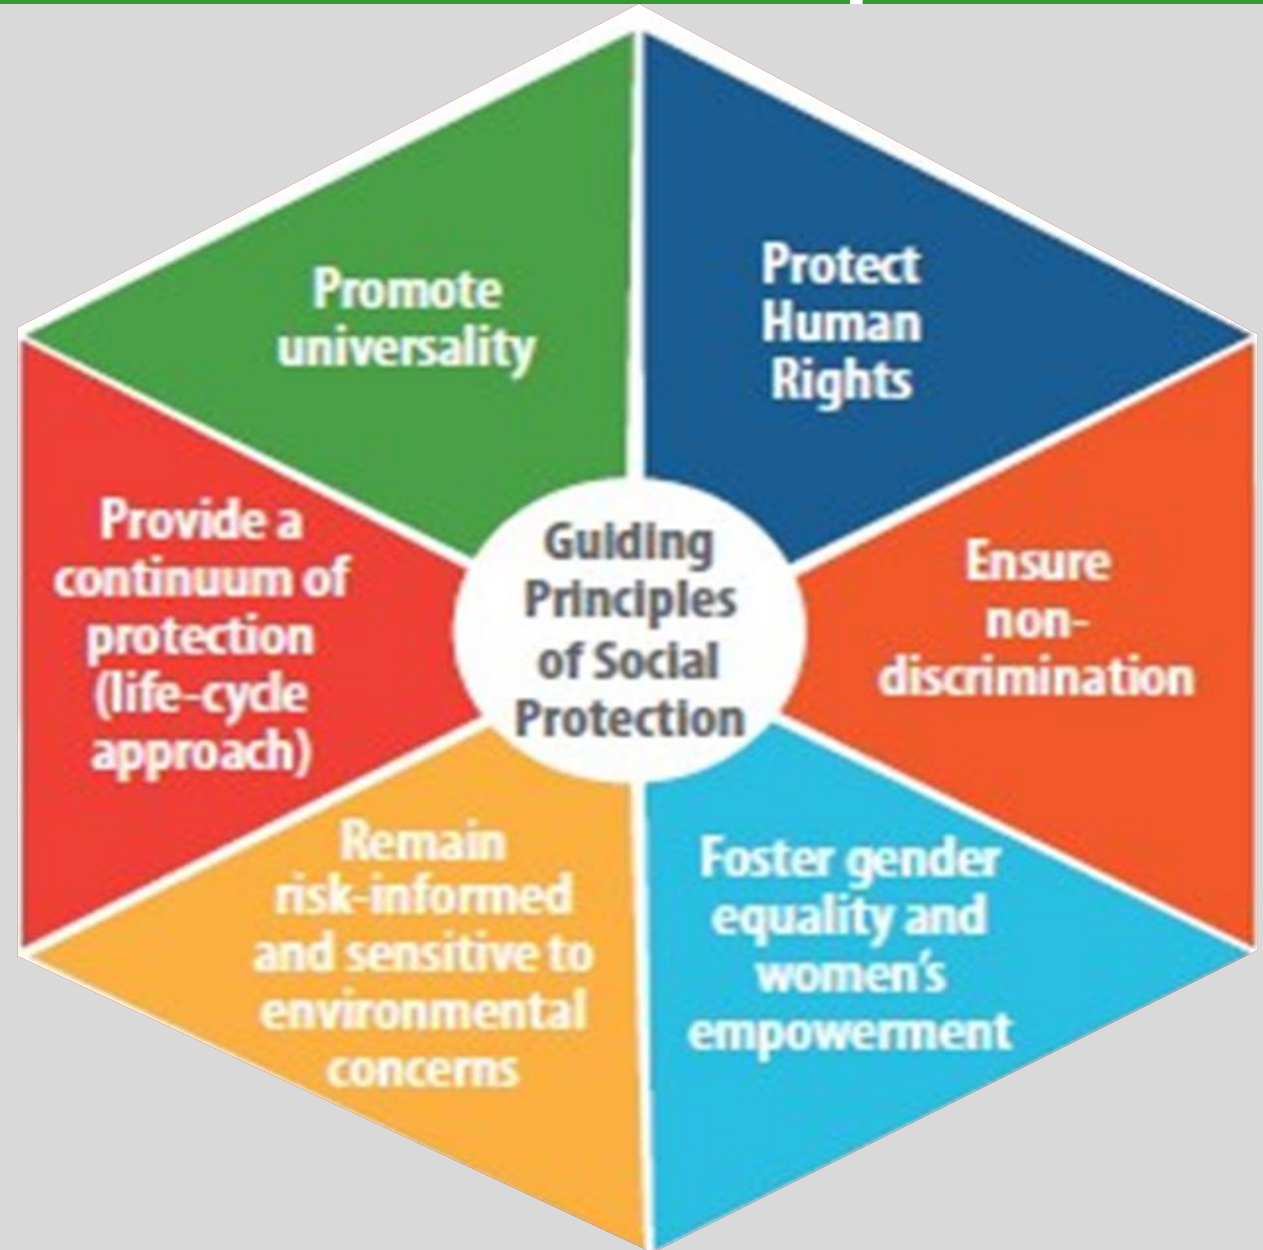 Guiding
Principles
of Social
Protection
Protect
Human
Rights
Ensure
non-
discrimination
Foster gender
equality and
women's
empowerment
Remain
risk-informed
and sensitive to
environmental
concerns
Provide a
continuum of
protection
(life-cycle
approach)
Promote
universality